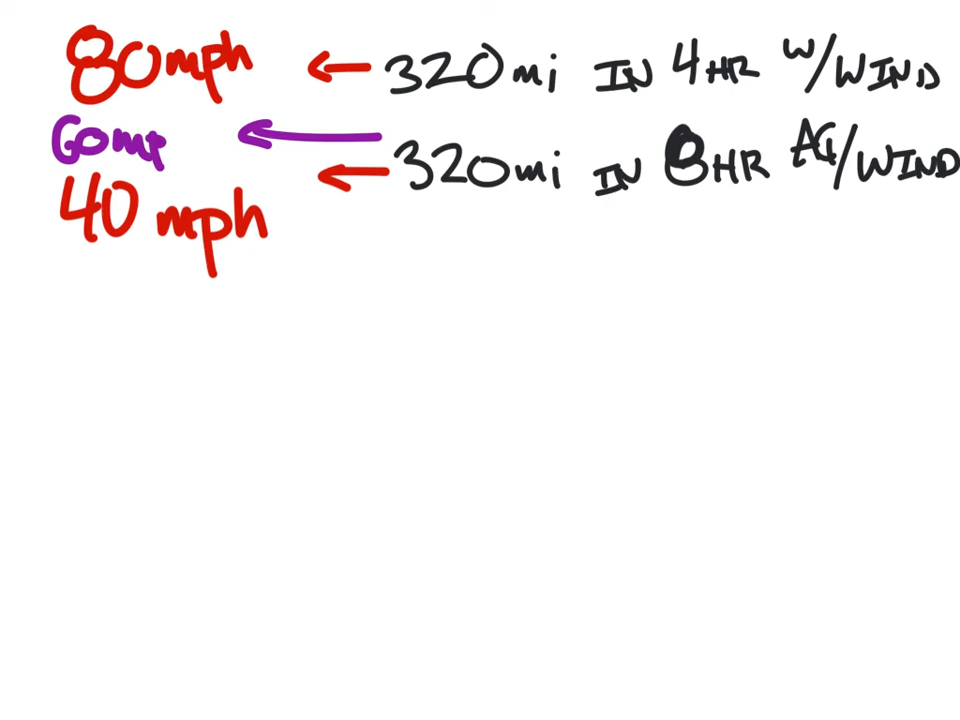 80mph ← 320mi IN 4HR W/WIND
60mp ←
40 mph ← 320mi IN 8HR AG/WIND